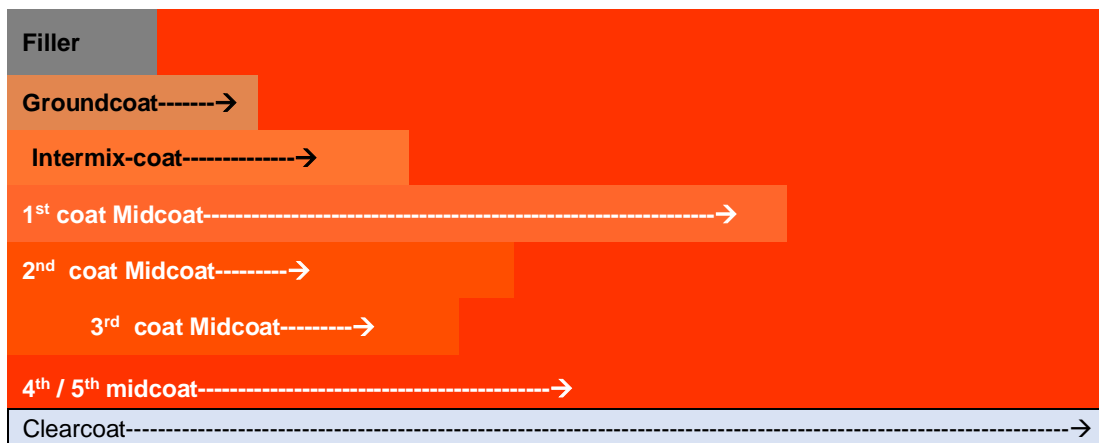 Filler
Groundcoat-------→
Intermix-coat--------------→
1st coat Midcoat----------------------------------------------------------------→
2nd coat Midcoat---------→
3rd coat Midcoat---------→
4th / 5th midcoat--------------------------------------------→
Clearcoat----------------------------------------------------------------------------------------------------------------------→